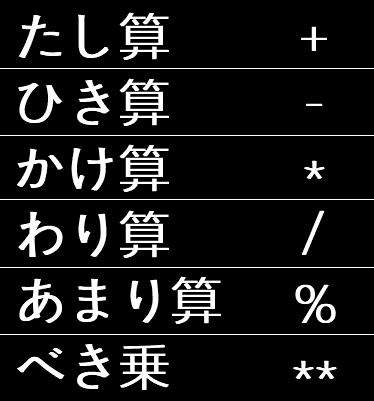 たし算 +
ひき算 -
かけ算 *
わり算 /
あまり算 %
べき乗 **